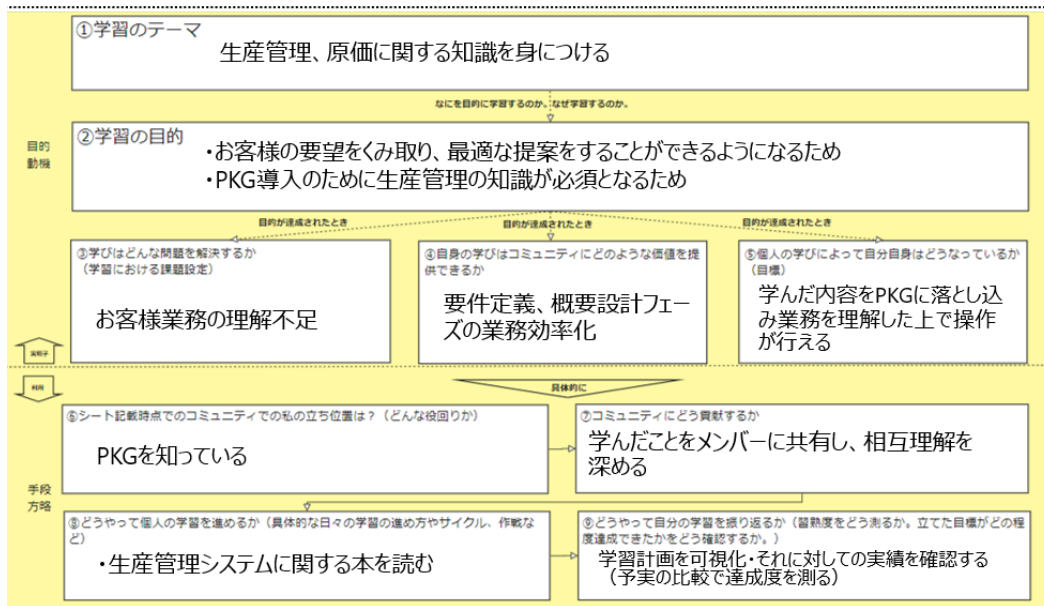 ①学習のテーマ
生産管理、原価に関する知識を身につける
なにを目的に学習するのか。なぜ学習するのか。
目的
動機
②学習の目的
・お客様の要望をくみ取り、最適な提案をすることができるようになるため
・PKG導入のために生産管理の知識が必須となるため
目的が達成されたとき
目的が達成されたとき
目的が達成されたとき
③学びはどんな問題を解決するか
(学習における課題設定)
お客様業務の理解不足
④自身の学びはコミュニティにどのような価値を提
供できるか
要件定義、概要設計フェー
ズの業務効率化
⑤個人の学びによって自分自身はどうなっているか
(目標)
学んだ内容をPKGに落とし込
み業務を理解した上で操作
が行える
利用
具体的に
⑥シート記載時点でのコミュニティでの私の立ち位置は？(どんな役回りか)
PKGを知っている
⑦コミュニティにどう貢献するか
学んだことをメンバーに共有し、相互理解を
深める
手段
方略
⑧どうやって個人の学習を進めるか(具体的な日々の学習の進め方やサイクル、作戦な
ど)
・生産管理システムに関する本を読む
⑨どうやって自分の学習を振り返るか(習熟度をどう測るか。立てた目標がどの程
度達成できたかをどう確認するか。)
学習計画を可視化・それに対しての実績を確認する
(予実の比較で達成度を測る)